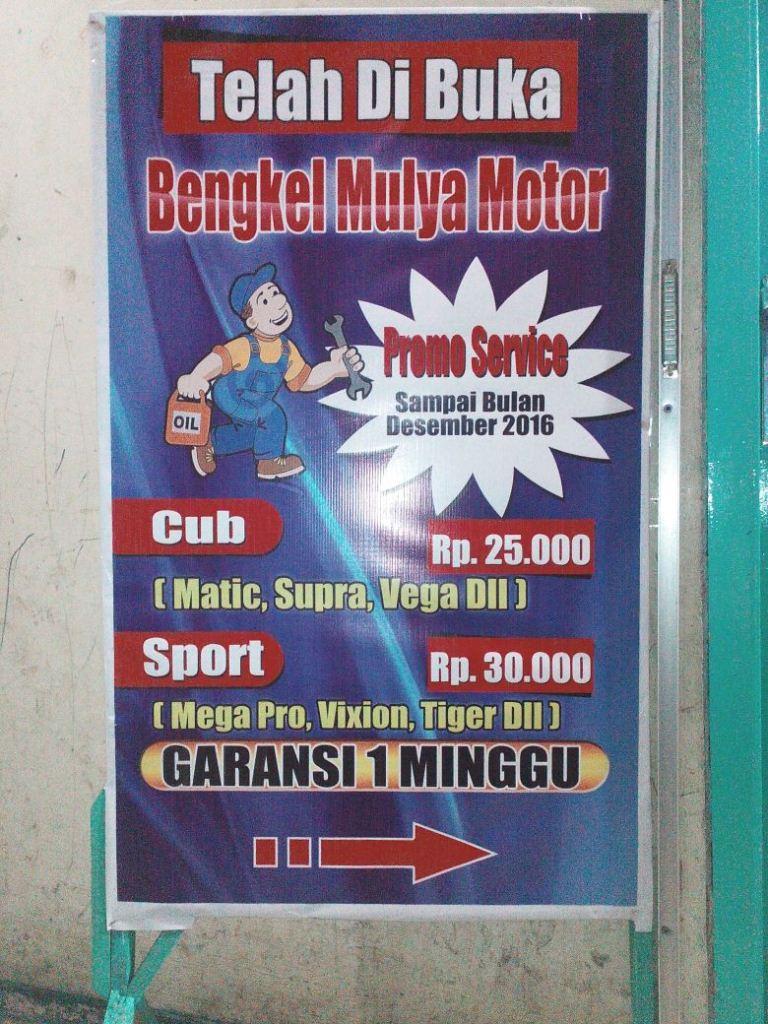 Telah Di Buka
Bengkel Mulya Motor
Promo Service
Sampai Bulan
Desember 2016
OIL
Cub
Rp. 25.000
( Matic, Supra, Vega Dll )
Sport
Rp. 30.000
( Mega Pro, Vixion, Tiger Dll )
GARANSI 1 MINGGU